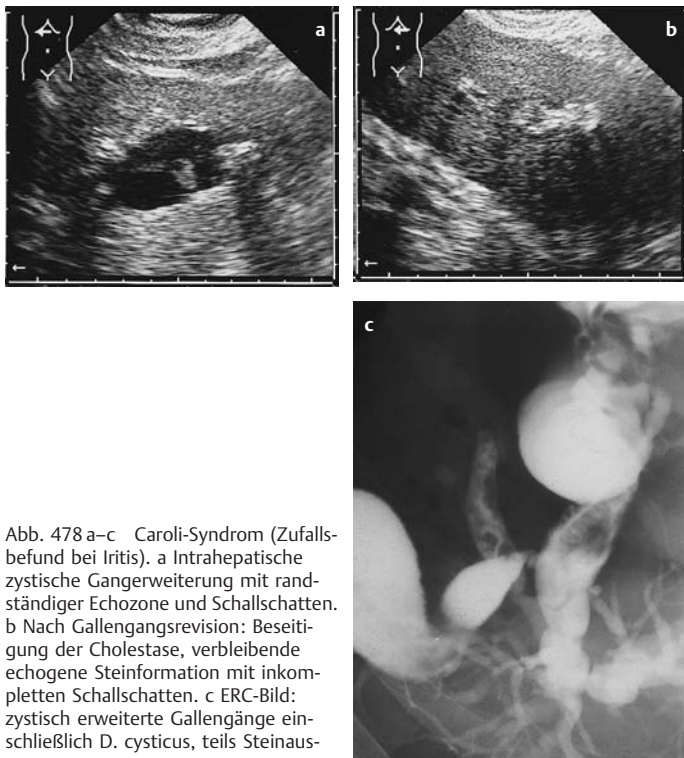 a
b
c
Abb. 478 a–c Caroli-Syndrom (Zufalls-
befund bei Iritis). a Intrahepatische
zystische Gangerweiterung mit rand-
ständiger Echozone und Schallschatten.
b Nach Gallengangsrevision: Beseiti-
gung der Cholestase, verbleibende
echogene Steinformation mit inkom-
pletten Schallschatten. c ERC-Bild:
zystisch erweiterte Gallengänge ein-
schließlich D. cysticus, teils Steinaus-